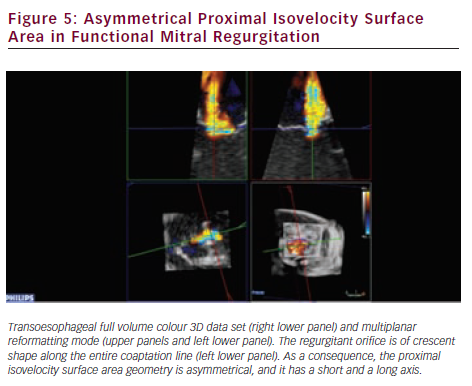 Figure 5: Asymmetrical Proximal Isovelocity Surface
Area in Functional Mitral Regurgitation
PHILIPS
Transoesophageal full volume colour 3D data set (right lower panel) and multiplanar
reformatting mode (upper panels and left lower panel). The regurgitant orifice is of crescent
shape along the entire coaptation line (left lower panel). As a consequence, the proximal
isovelocity surface area geometry is asymmetrical, and it has a short and a long axis.